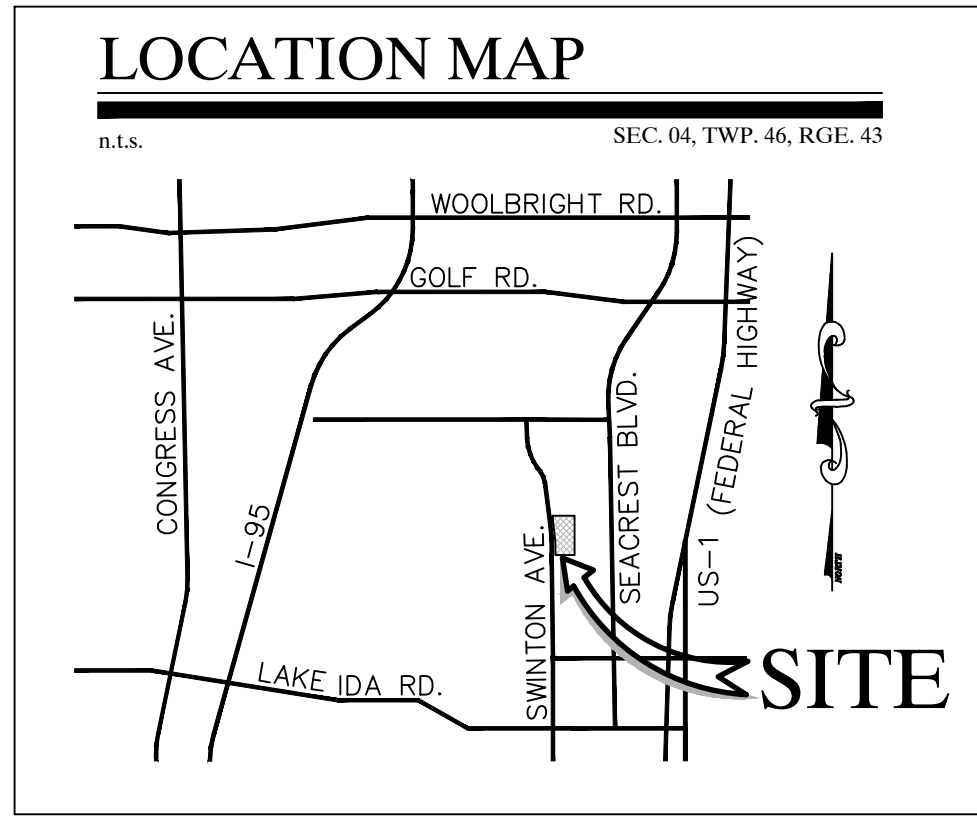 LOCATION MAP
n.t.s.
SEC. 04, TWP. 46, RGE. 43
WOOLBRIGHT RD.
GOLF RD.
CONGRESS AVE.
I-95
SEACREST BLVD.
US-1 (FEDERAL HIGHWAY)
SWINTON AVE.
LAKE IDA RD.
SITE
NORTH